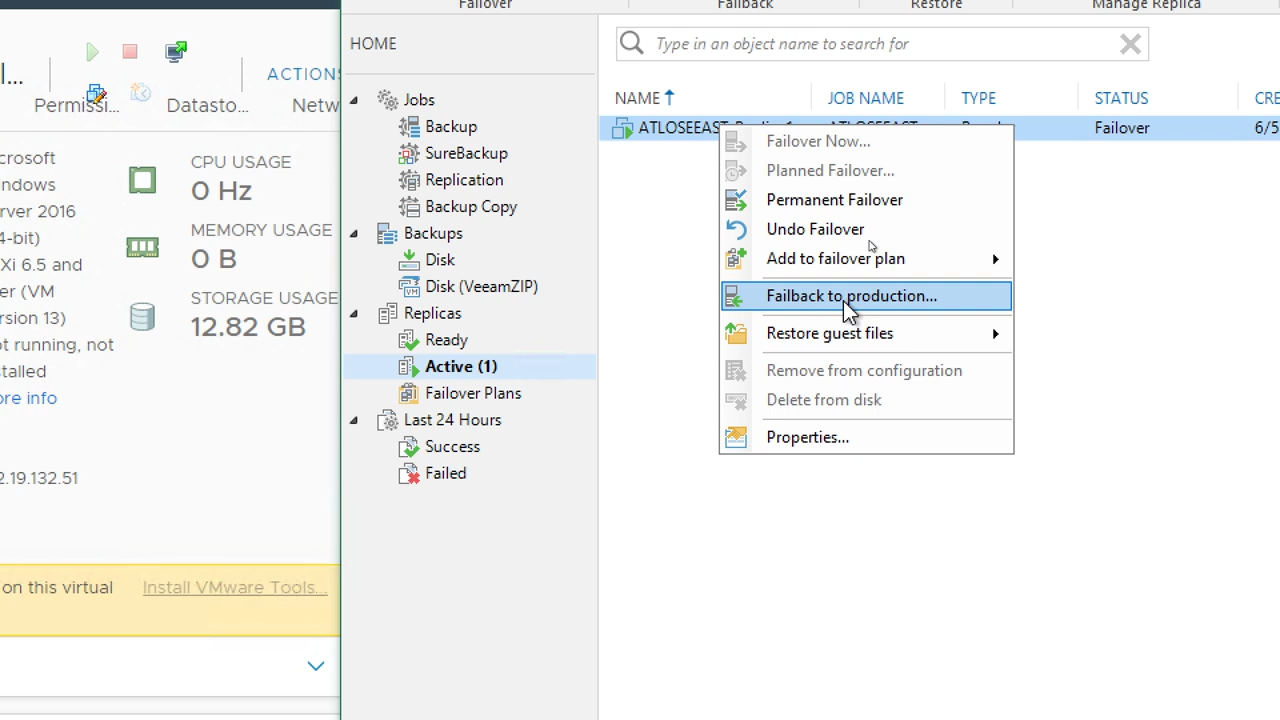 Failover
Failback
Restore
Manage Replica
l...
ACTIONS
Permissi...
Datasto...
Netw
crosoft
ndows
rver 2016
4-bit)
Xi 6.5 and
er (VM
rsion 13)
ot running, not
stalled
ore info
2.19.132.51
CPU USAGE
0 Hz
MEMORY USAGE
0 B
STORAGE USAGE
12.82 GB
on this virtual
Install VMware Tools...
HOME
Jobs
Backup
SureBackup
Replication
Backup Copy
Backups
Disk
Disk (VeeamZIP)
Replicas
Ready
Active (1)
Failover Plans
Last 24 Hours
Success
Failed
Type in an object name to search for
NAME
JOB NAME
TYPE
STATUS
CRE
Failover
6/5
Failover Now...
Planned Failover...
Permanent Failover
Undo Failover
Add to failover plan
Failback to production...
Restore guest files
Remove from configuration
Delete from disk
Properties...